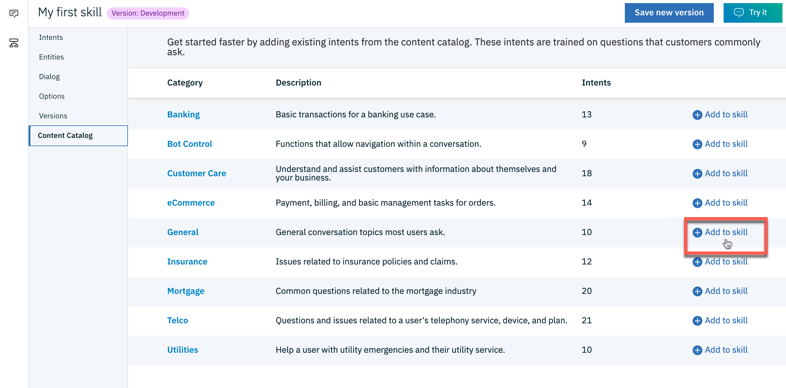 My first skill Version: Development Save new version Try it
Intents
Entities
Dialog
Options
Versions
Content Catalog
Get started faster by adding existing intents from the content catalog. These intents are trained on questions that customers commonly
ask.
Category Description Intents
Banking Basic transactions for a banking use case. 13 Add to skill
Bot Control Functions that allow navigation within a conversation. 9 Add to skill
Customer Care Understand and assist customers with information about themselves and
your business. 18 Add to skill
eCommerce Payment, billing, and basic management tasks for orders. 14 Add to skill
General General conversation topics most users ask. 10 Add to skill
Insurance Issues related to insurance policies and claims. 12 Add to skill
Mortgage Common questions related to the mortgage industry 20 Add to skill
Telco Questions and issues related to a user's telephony service, device, and plan. 21 Add to skill
Utilities Help a user with utility emergencies and their utility service. 10 Add to skill